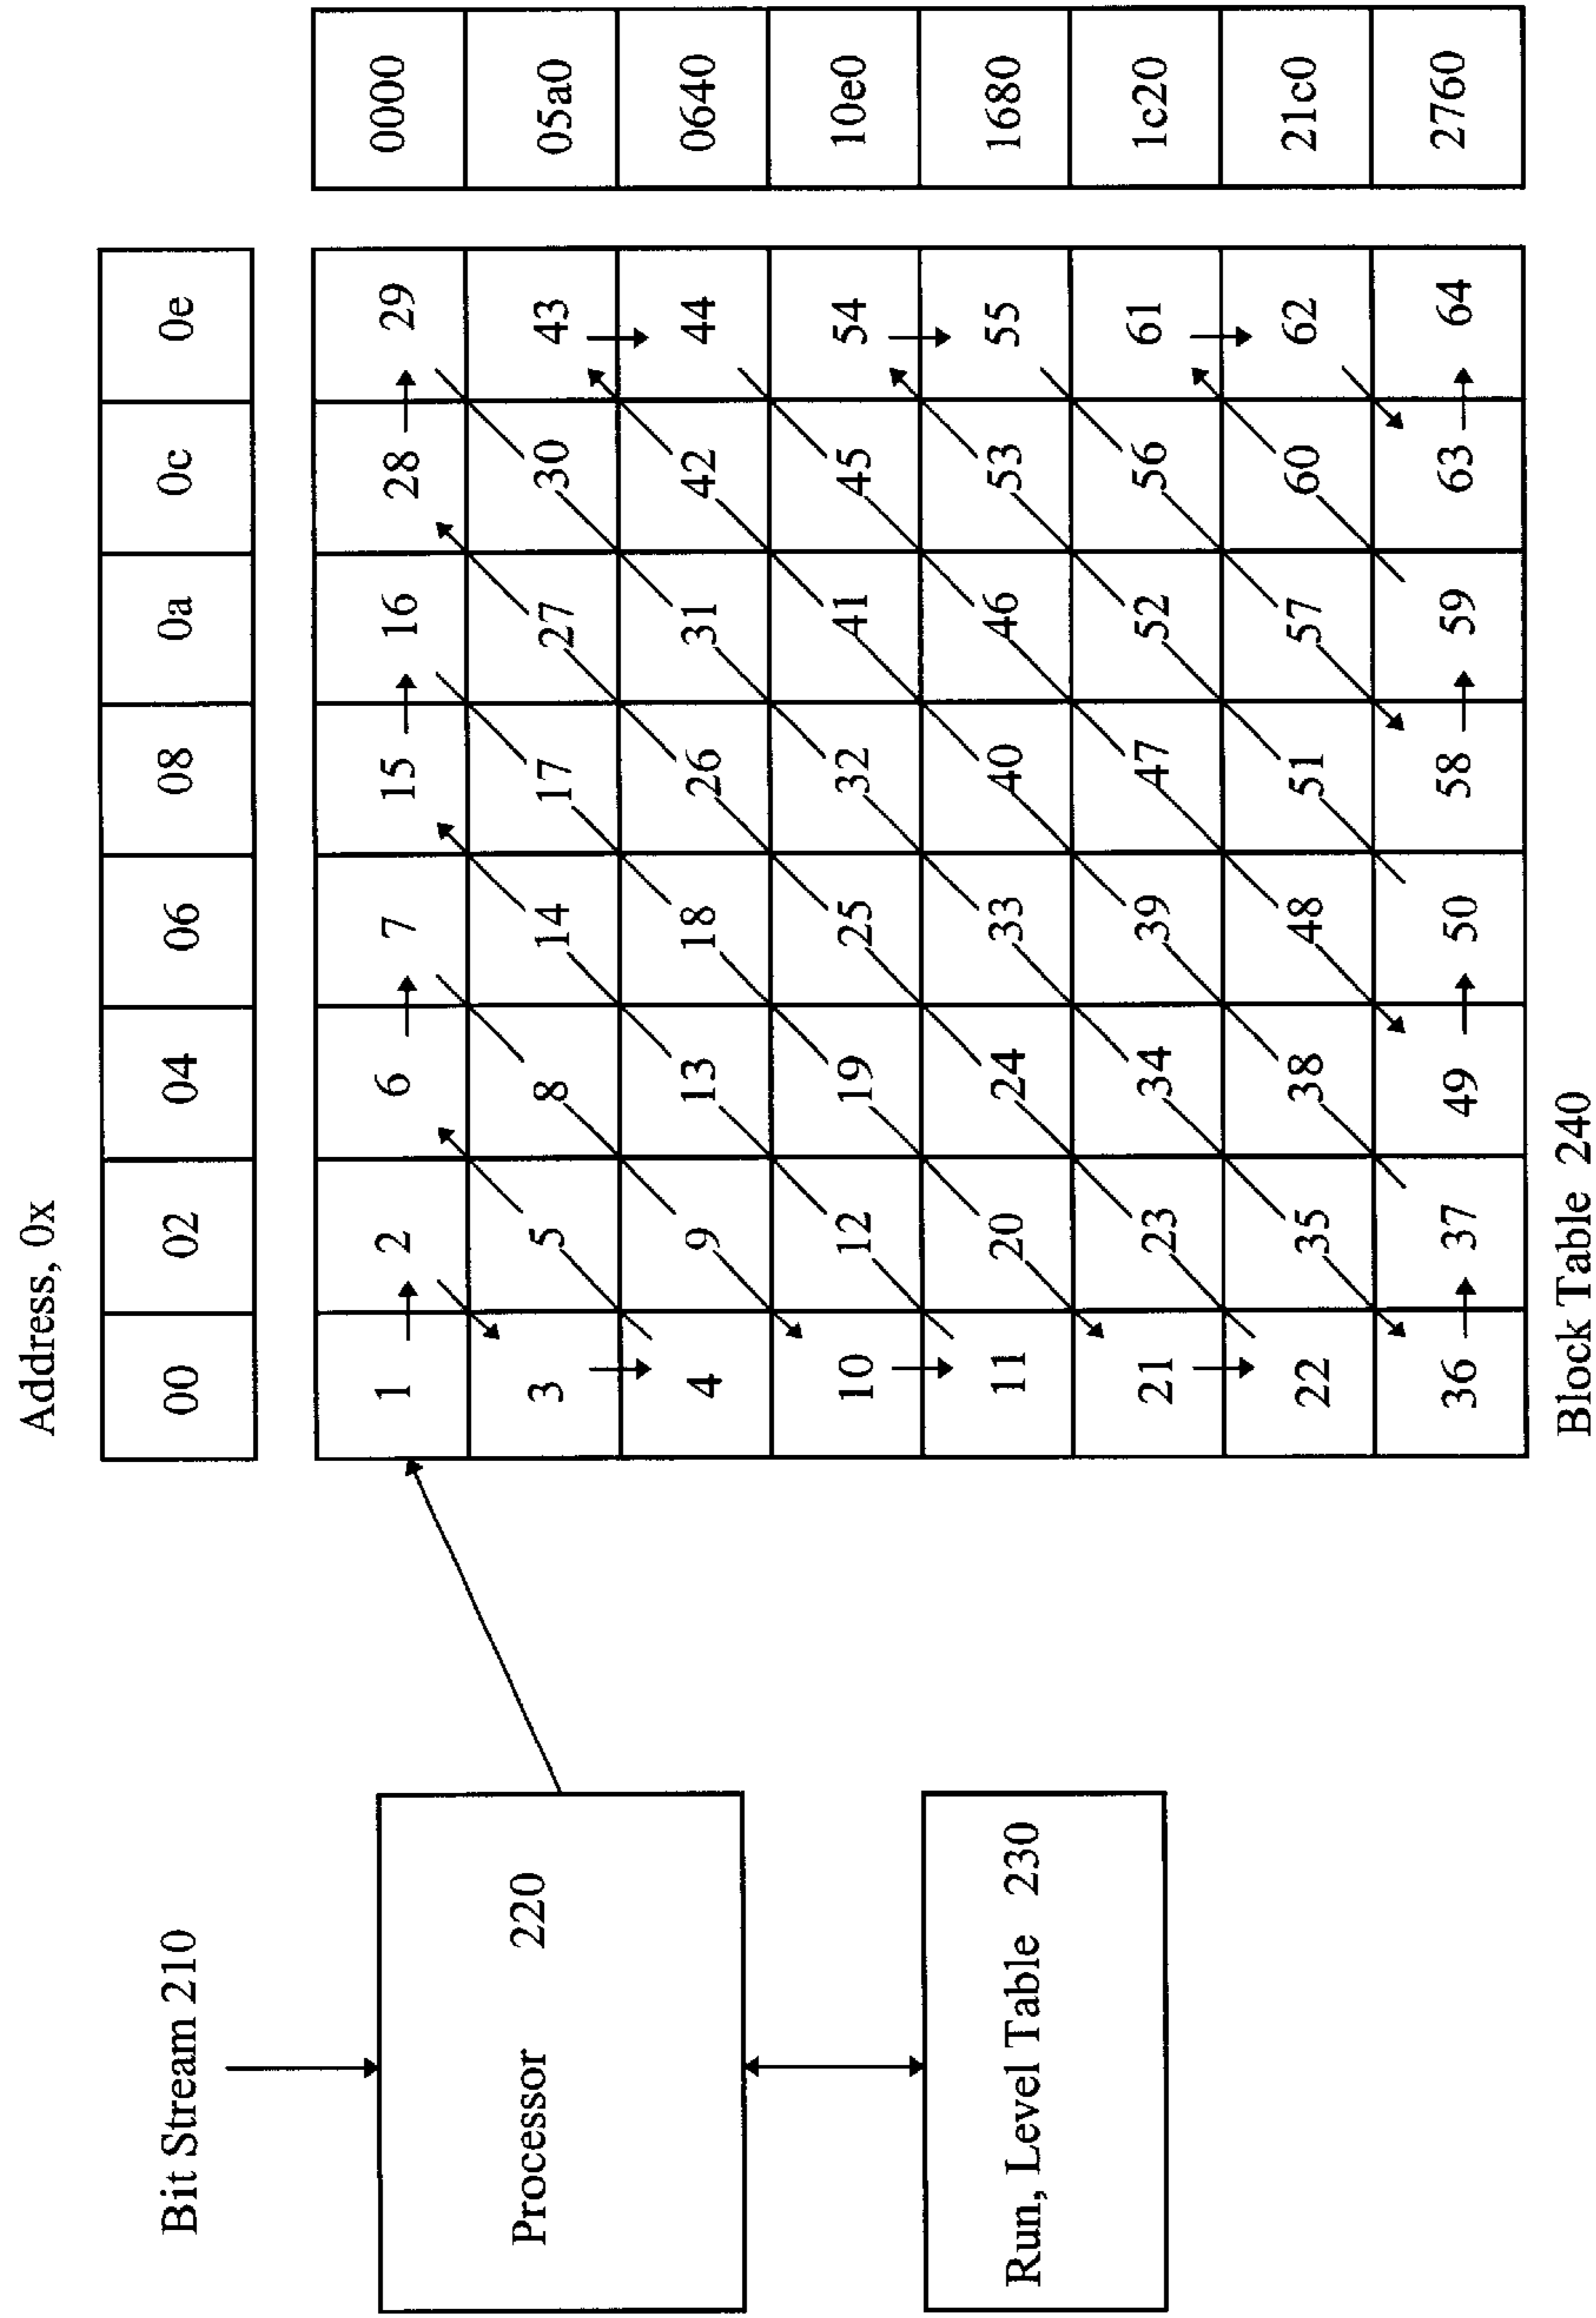 Address, 0x
Bit Stream 210
00 02 04 06 08 0a 0c 0e
1 2 6 7 15 16 28 29 0000
Processor 220
3 5 8 14 17 27 30 43 05a0
4 9 13 18 26 31 42 44 0640
10 12 19 25 32 41 45 54 10e0
Run, Level Table 230
11 20 24 33 40 46 53 55 1680
21 23 34 39 47 52 56 61 1c20
22 35 38 48 51 57 60 62 21c0
36 37 49 50 58 59 63 64 2760
Block Table 240